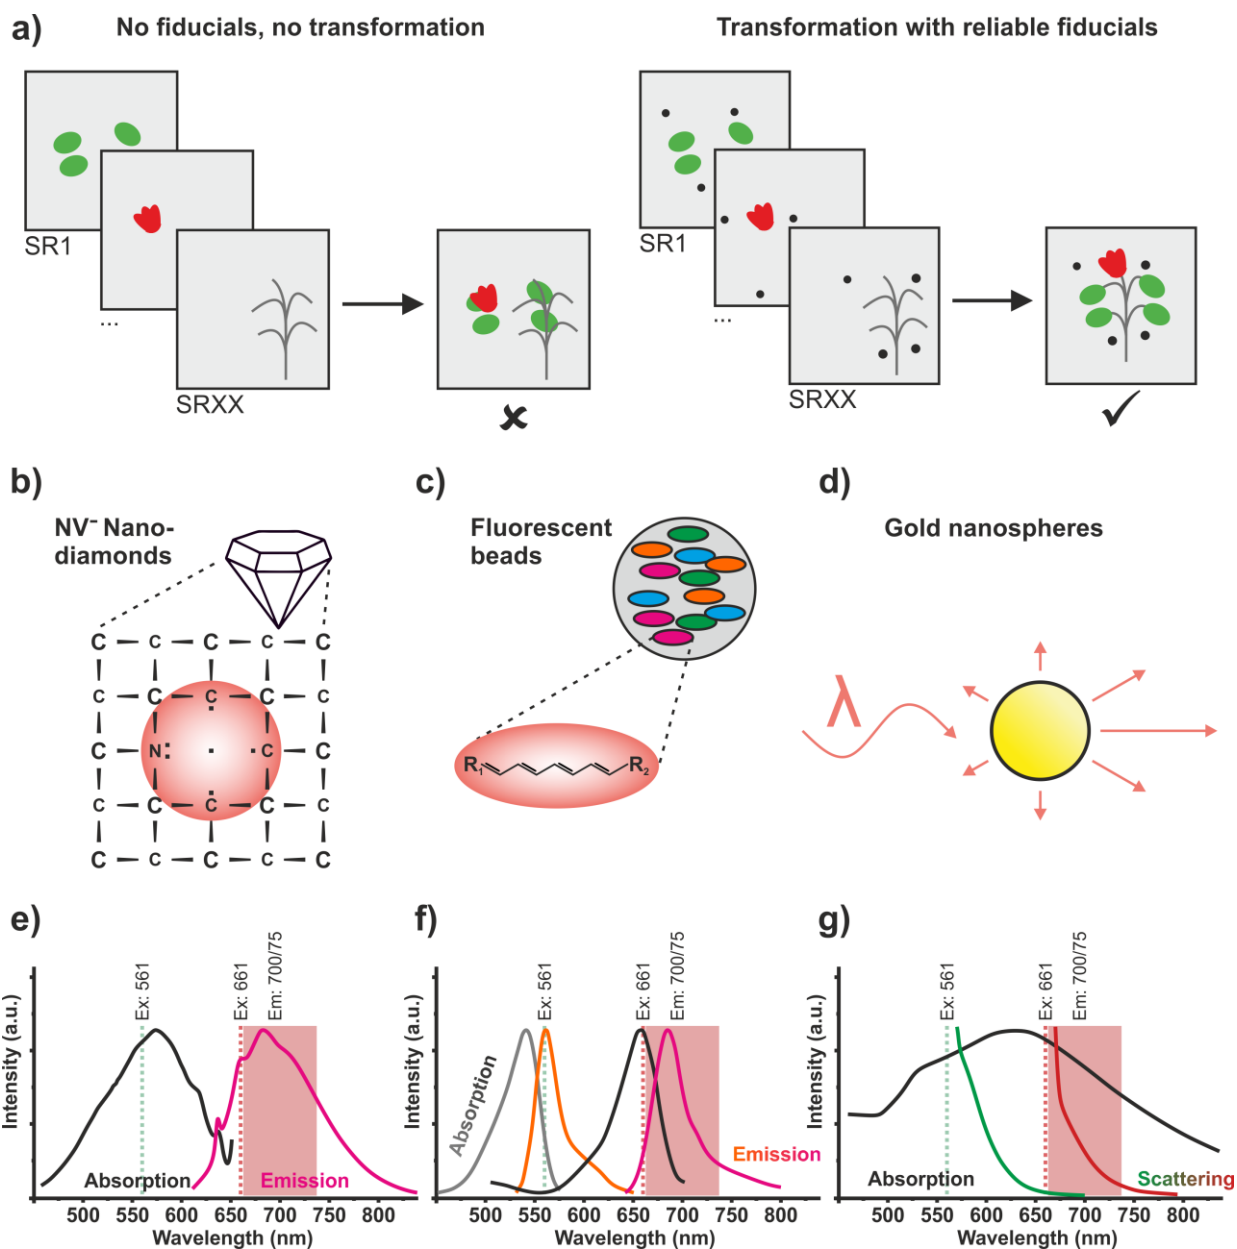 a)
No fiducials, no transformation
Transformation with reliable fiducials
SR1
...
SRXX
✘
SR1
...
SRXX
✓
b)
NV⁻ Nano-
diamonds
C C C C C
C C C C C
C N: C C
C C C C C
C C C C C
c)
Fluorescent
beads
R₁ R₂
d)
Gold nanospheres
λ
e)
Intensity (a.u.)
Ex: 561
Ex: 661
Em: 700/75
Absorption
Emission
500 550 600 650 700 750 800
Wavelength (nm)
f)
Intensity (a.u.)
Ex: 561
Ex: 661
Em: 700/75
Absorption
Emission
500 550 600 650 700 750 800
Wavelength (nm)
g)
Intensity (a.u.)
Ex: 561
Ex: 661
Em: 700/75
Absorption
Scattering
500 550 600 650 700 750 800
Wavelength (nm)